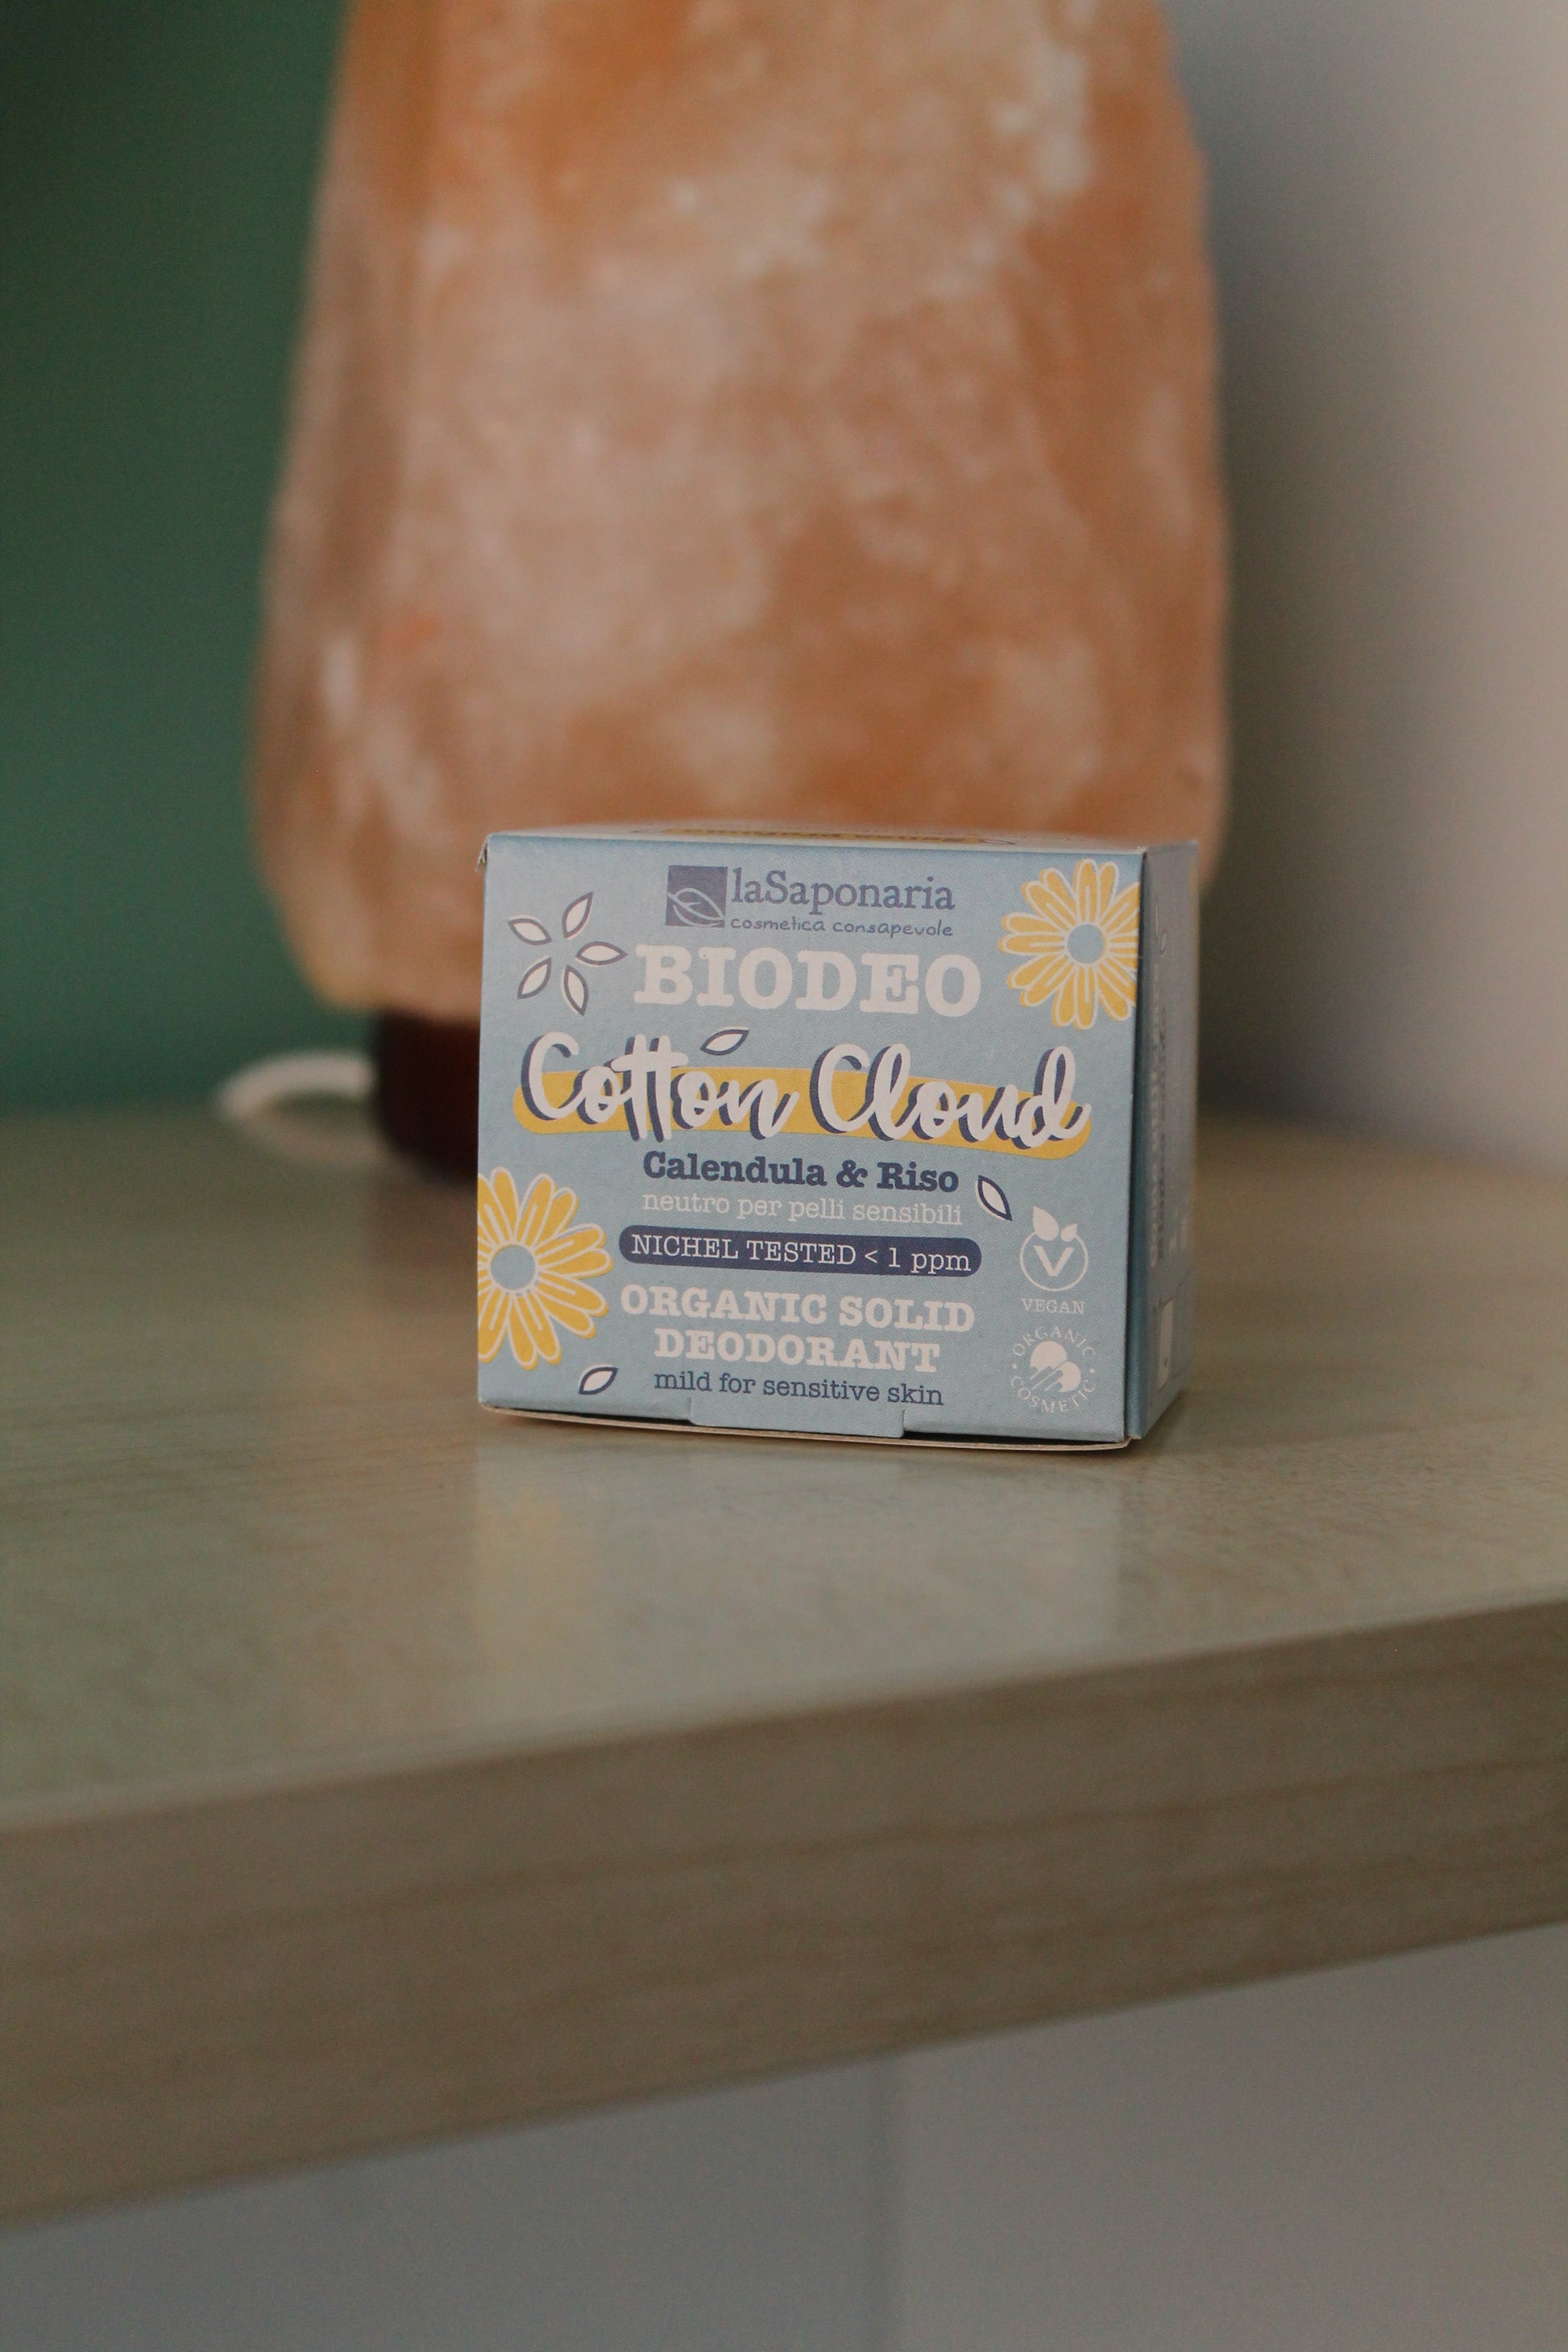 laSaponaria
cosmetica consapevole
BIODEO
Cotton Cloud
Calendula & Riso
neutro per pelli sensibili
NICHEL TESTED < 1 ppm
ORGANIC SOLID
DEODORANT
mild for sensitive skin
V
VEGAN
ORGANIC
COSMETIC